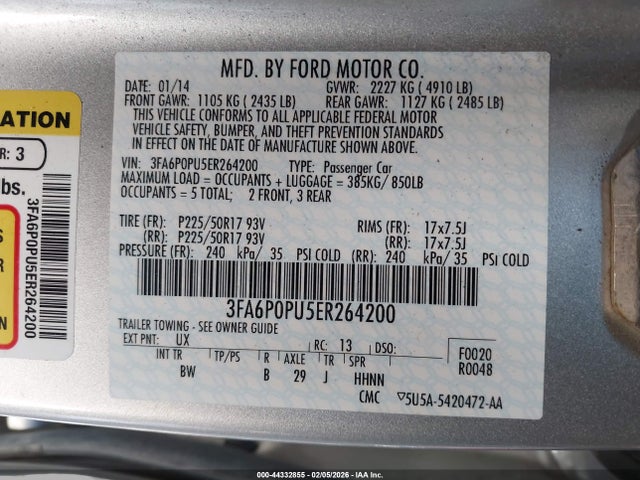 MFD. BY FORD MOTOR CO.
DATE: 01/14 GVWR: 2227 KG ( 4910 LB)
FRONT GAWR: 1105 KG ( 2435 LB) REAR GAWR: 1127 KG ( 2485 LB)
THIS VEHICLE CONFORMS TO ALL APPLICABLE FEDERAL MOTOR
VEHICLE SAFETY, BUMPER, AND THEFT PREVENTION STANDARDS
IN EFFECT ON THE DATE OF MANUFACTURE SHOWN ABOVE.
VIN: 3FA6P0PU5ER264200 TYPE: Passenger Car
MAXIMUM LOAD = OCCUPANTS + LUGGAGE = 385KG/ 850LB
OCCUPANTS = 5 TOTAL; 2 FRONT, 3 REAR
TIRE (FR): P225/50R17 93V RIMS (FR): 17x7.5J
(RR): P225/50R17 93V (RR): 17x7.5J
PRESSURE (FR): 240 kPa/ 35 PSI COLD (RR): 240 kPa/ 35 PSI COLD
3FA6P0PU5ER264200
TRAILER TOWING - SEE OWNER GUIDE
EXT PNT: UX RC: 13 DSO: F0020
INT TR TP/PS R AXLE TR SPR R0048
BW B 29 J HHNN
CMC ▽5U5A-5420472-AA
ATION
R: 3
lbs.
S
R
N
3FA6P0PU5ER264200
000-44332855 - 02/05/2026 - IAA Inc.